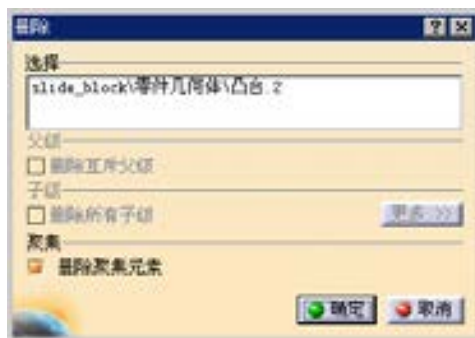 删除
选择
slide_block\零件几何体\凸台.2
父级
删除互斥父级
子级
删除所有子级
更多 >>
聚集
删除聚集元素
确定
取消